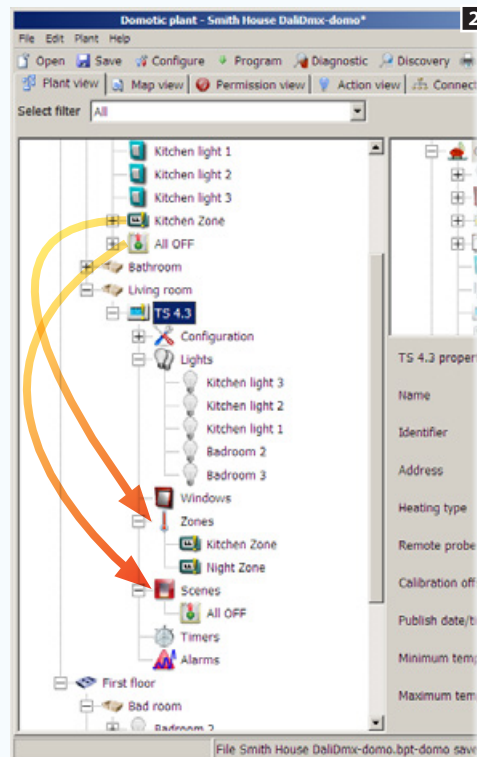 Domotic plant - Smith House DaliDmx-domo*
2
File Edit Plant Help
Open Save Configure Program Diagnostic Discovery
Plant view Map view Permission view Action view Connect
Select filter All
Kitchen light 1
Kitchen light 2
Kitchen light 3
Kitchen Zone
All OFF
Bathroom
Living room
TS 4.3
Configuration
Lights
Kitchen light 3
Kitchen light 2
Kitchen light 1
Badroom 2
Badroom 3
Windows
Zones
Kitchen Zone
Night Zone
Scenes
All OFF
Timers
Alarms
First floor
Bad room
Badroom 2
TS 4.3 proper
Name
Identifier
Address
Heating type
Remote probe
Calibration off
Publish date/t
Minimum tem
Maximum tem
File Smith House DaliDmx-domo.bpt-domo save